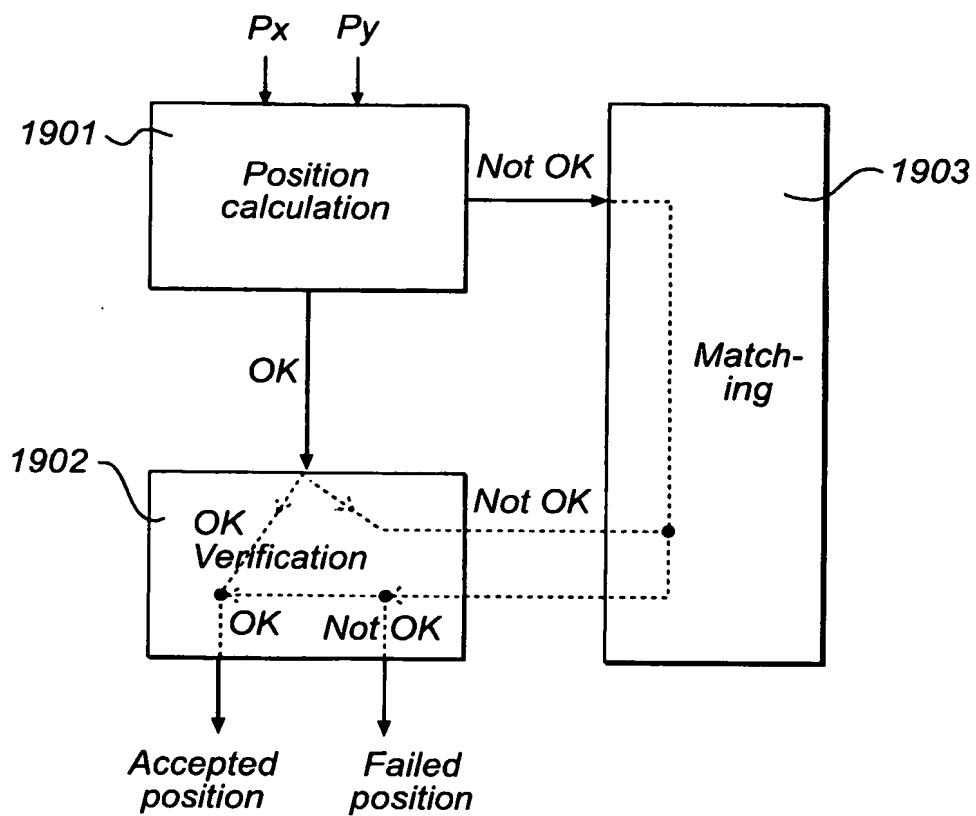 Px Py
1901
Position
calculation
Not OK
1903
OK
Match-
ing
1902
Not OK
OK
Verification
OK
Not OK
Accepted
position
Failed
position